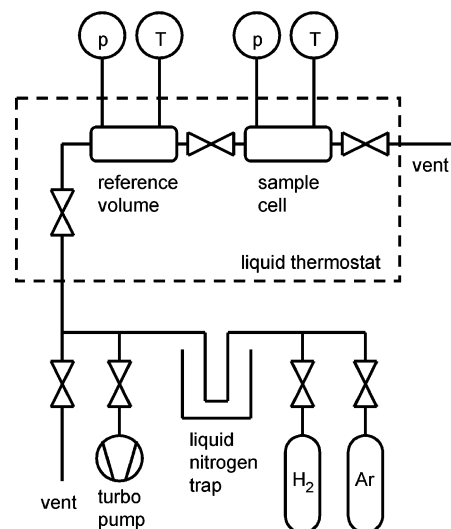 p T p T
reference sample
volume cell
vent
liquid thermostat
H₂ Ar
liquid
nitrogen
trap
vent
turbo
pump